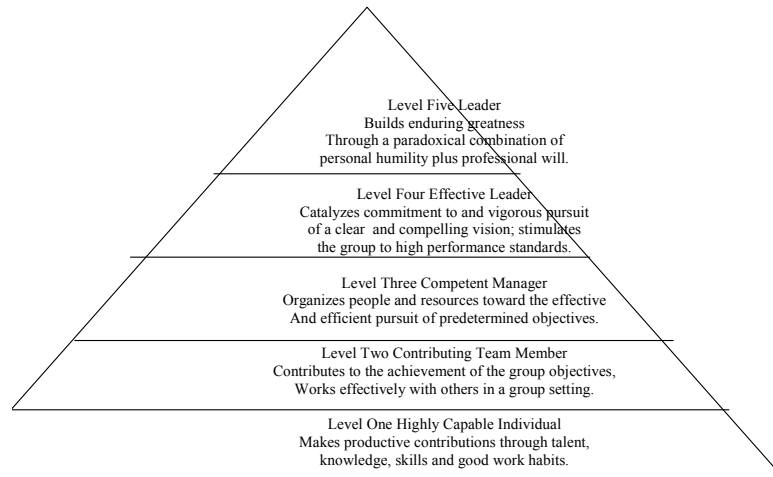 Level Five Leader
Builds enduring greatness
Through a paradoxical combination of
personal humility plus professional will.
Level Four Effective Leader
Catalyzes commitment to and vigorous pursuit
of a clear and compelling vision; stimulates
the group to high performance standards.
Level Three Competent Manager
Organizes people and resources toward the effective
And efficient pursuit of predetermined objectives.
Level Two Contributing Team Member
Contributes to the achievement of the group objectives,
Works effectively with others in a group setting.
Level One Highly Capable Individual
Makes productive contributions through talent,
knowledge, skills and good work habits.